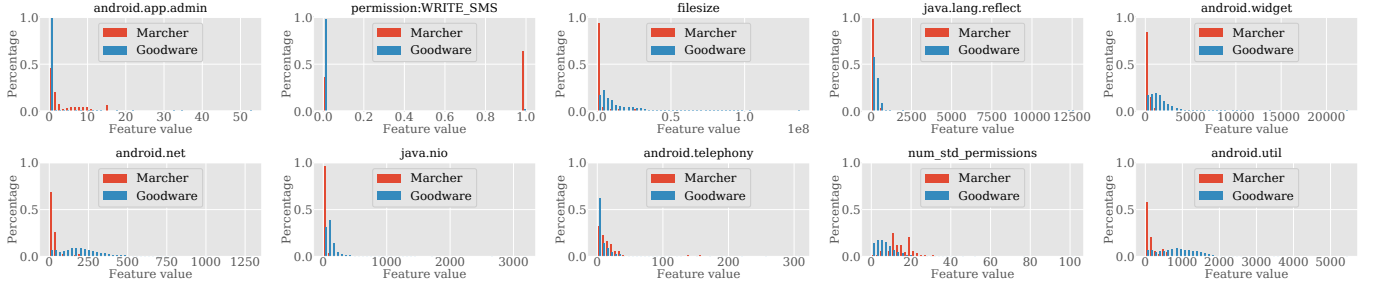 android.app.admin
1.0
0.5
0.0
Percentage
Marcher
Goodware
0 10 20 30 40 50
Feature value
permission:WRITE_SMS
1.0
0.5
0.0
Percentage
Marcher
Goodware
0.0 0.2 0.4 0.6 0.8 1.0
Feature value
filesize
1.0
0.5
0.0
Percentage
Marcher
Goodware
0.0 0.5 1.0
1e8
Feature value
java.lang.reflect
1.0
0.5
0.0
Percentage
Marcher
Goodware
0 2500 5000 7500 10000 12500
Feature value
android.widget
1.0
0.5
0.0
Percentage
Marcher
Goodware
0 5000 10000 15000 20000
Feature value
android.net
1.0
0.5
0.0
Percentage
Marcher
Goodware
0 250 500 750 1000 1250
Feature value
java.nio
1.0
0.5
0.0
Percentage
Marcher
Goodware
0 1000 2000 3000
Feature value
android.telephony
1.0
0.5
0.0
Percentage
Marcher
Goodware
0 100 200 300
Feature value
num_std_permissions
1.0
0.5
0.0
Percentage
Marcher
Goodware
0 20 40 60 80 100
Feature value
android.util
1.0
0.5
0.0
Percentage
Marcher
Goodware
0 1000 2000 3000 4000 5000
Feature value